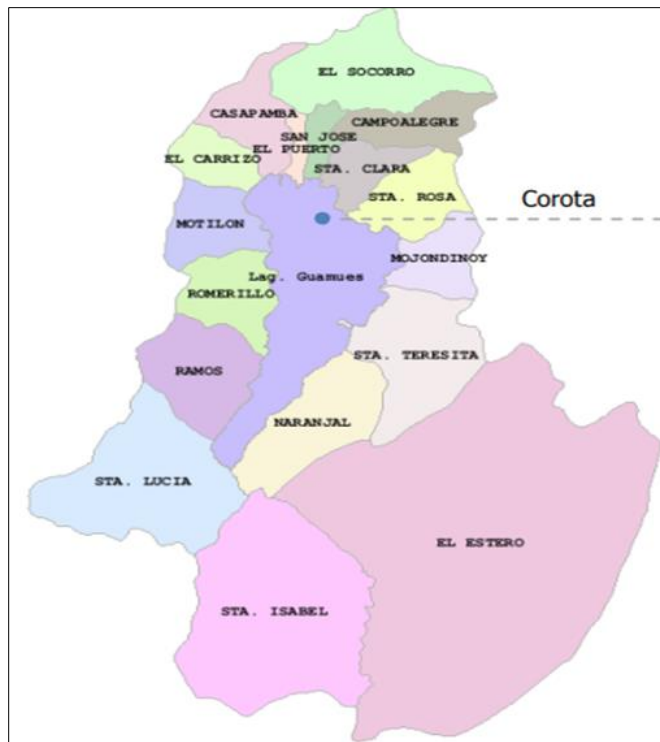 EL SOCORRO
CASAPAMBA
CAMPOALEGRE
SAN JOSE
EL PUERTO
EL CARRIZO
STA. CLARA
STA. ROSA
Corota
MOTILON
MOJONDINOY
Lag. Guamues
ROMERILLO
STA. TERESITA
RAMOS
NARANJAL
STA. LUCIA
EL ESTERO
STA. ISABEL